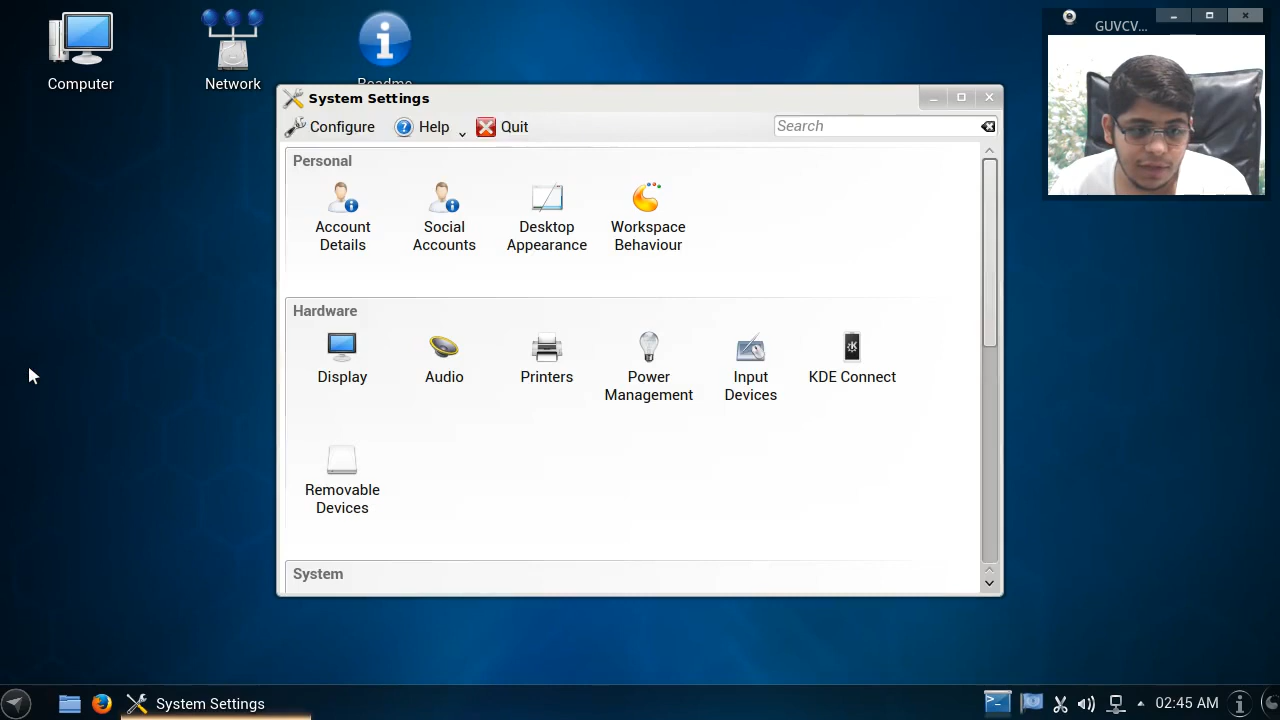 Computer
Network
Readme
GUVCV...
System Settings
Configure
Help
Quit
Search
Personal
Account
Details
Social
Accounts
Desktop
Appearance
Workspace
Behaviour
Hardware
Display
Audio
Printers
Power
Management
Input
Devices
KDE Connect
Removable
Devices
System
System Settings
02:45 AM